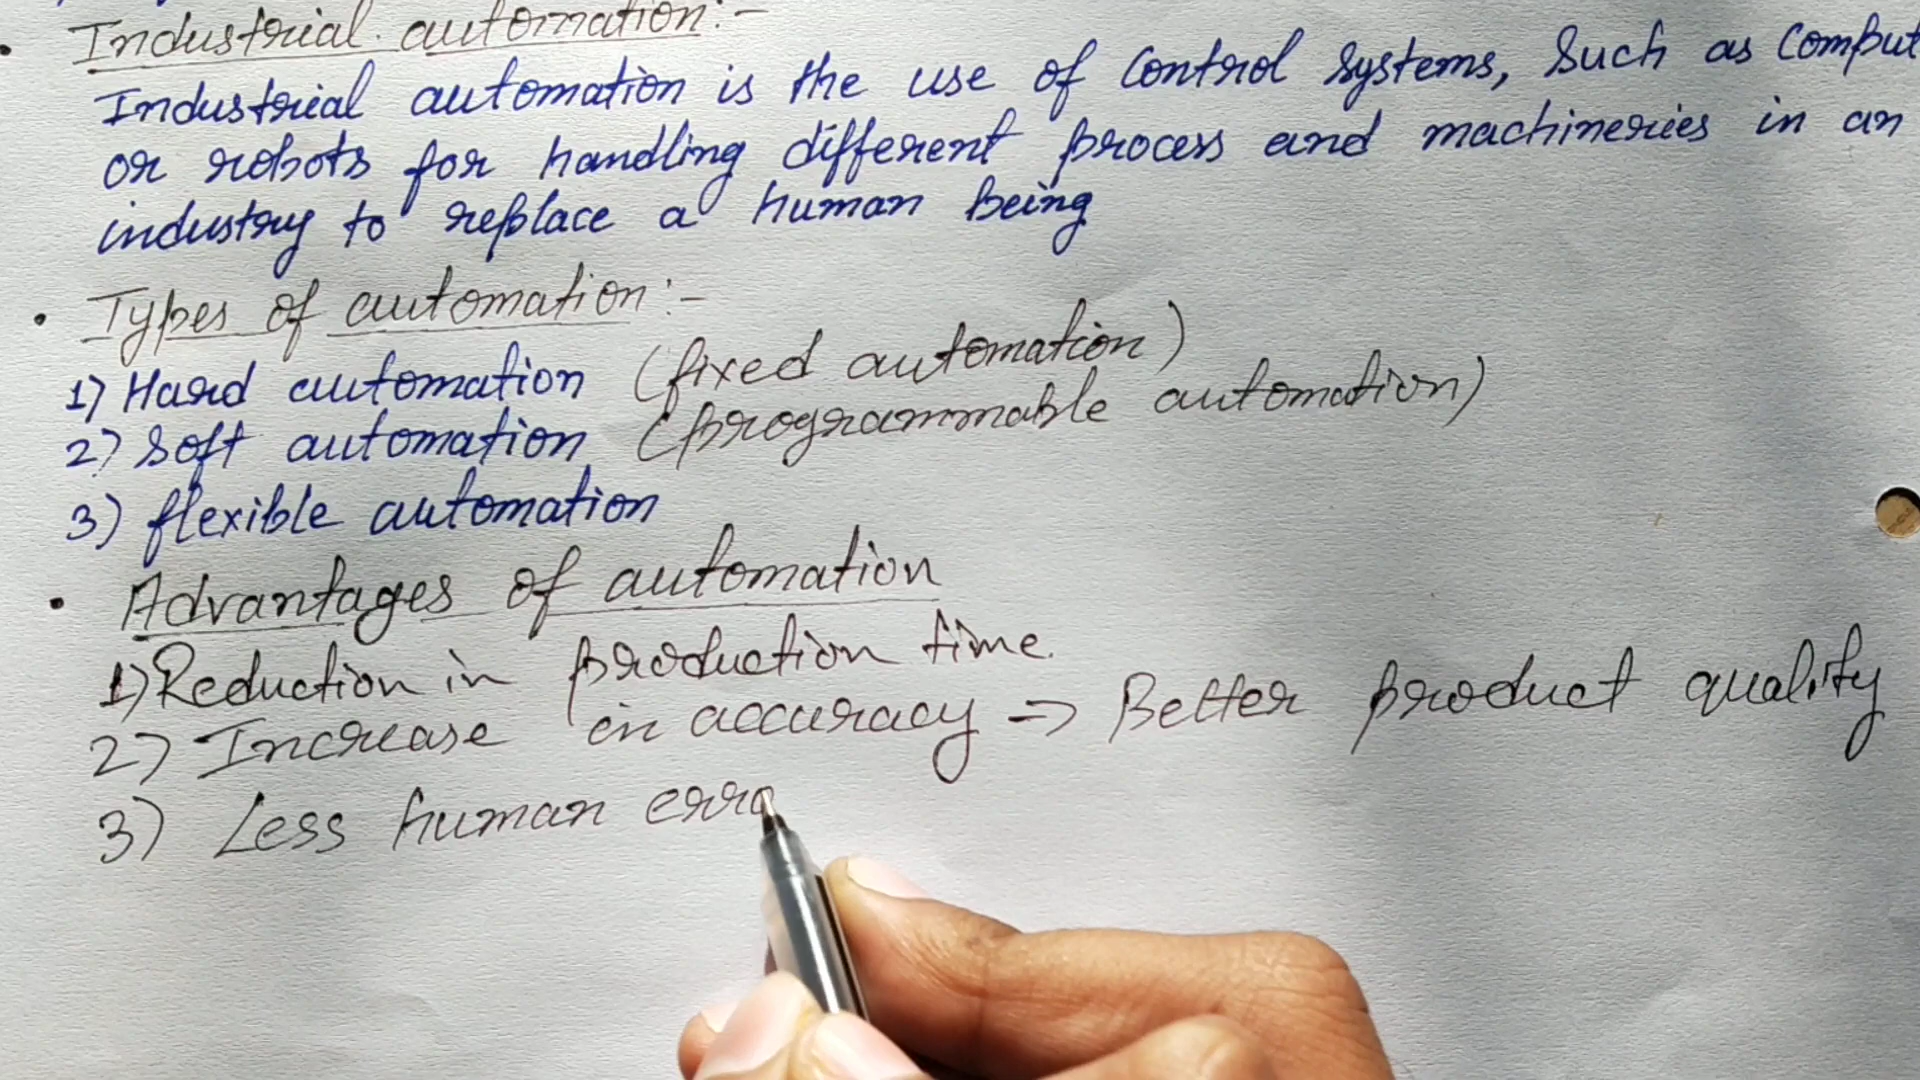 Industrial automation:-
Industrial automation is the use of control systems, such as Comput
or robots for handling different process and machineries in an
industry to replace a human being
Types of automation:-
1) Hard automation (fixed automation)
2) Soft automation (programmable automation)
3) flexible automation
Advantages of automation
1) Reduction in production time.
2) Increase in accuracy => Better product quality
3) Less human erro